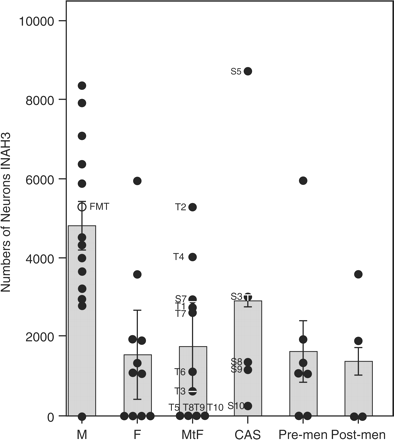 10000
8000
6000
4000
2000
0
Numbers of Neurons INAH3
S5
FMT
T2
T4
S7
S3
T1
T7
S8
T6
S9
T3
S10
T5 T8 T9 T10
M F MtF CAS Pre-men Post-men